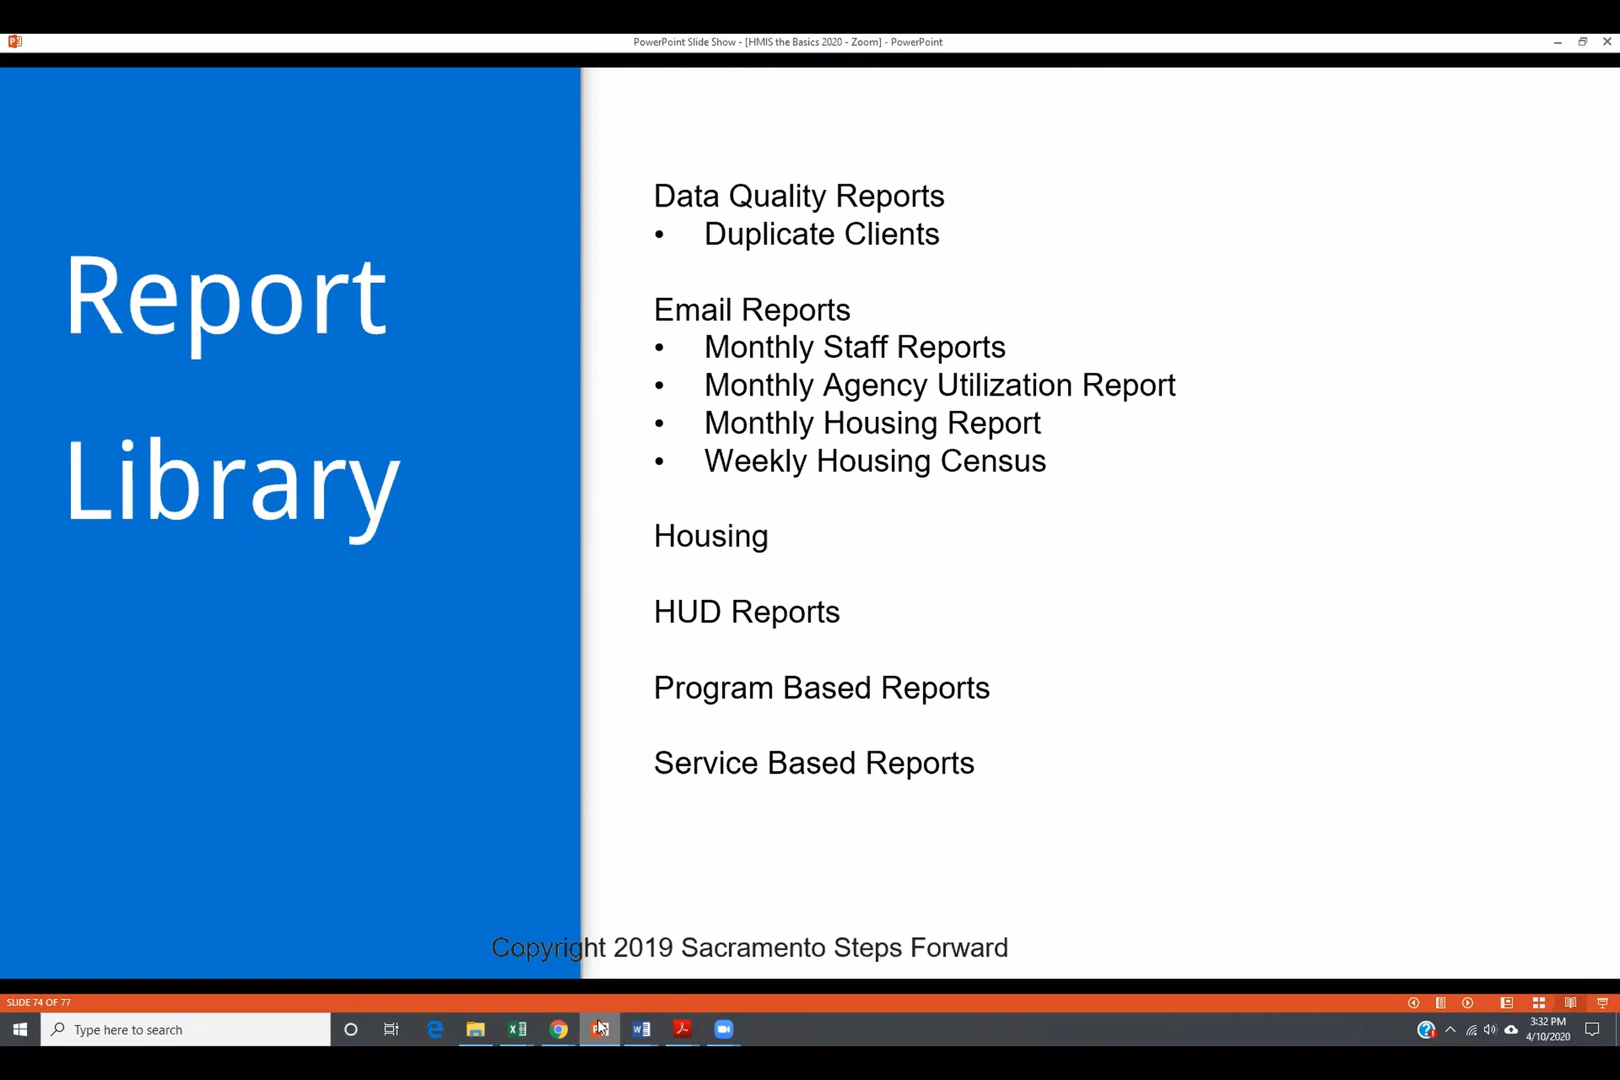 PowerPoint Slide Show - [HMIS the Basics 2020 - Zoom] - PowerPoint
Report
Library
Data Quality Reports
• Duplicate Clients
Email Reports
• Monthly Staff Reports
• Monthly Agency Utilization Report
• Monthly Housing Report
• Weekly Housing Census
Housing
HUD Reports
Program Based Reports
Service Based Reports
Copyright 2019 Sacramento Steps Forward
SLIDE 74 OF 77
Type here to search
3:32 PM
4/10/2020